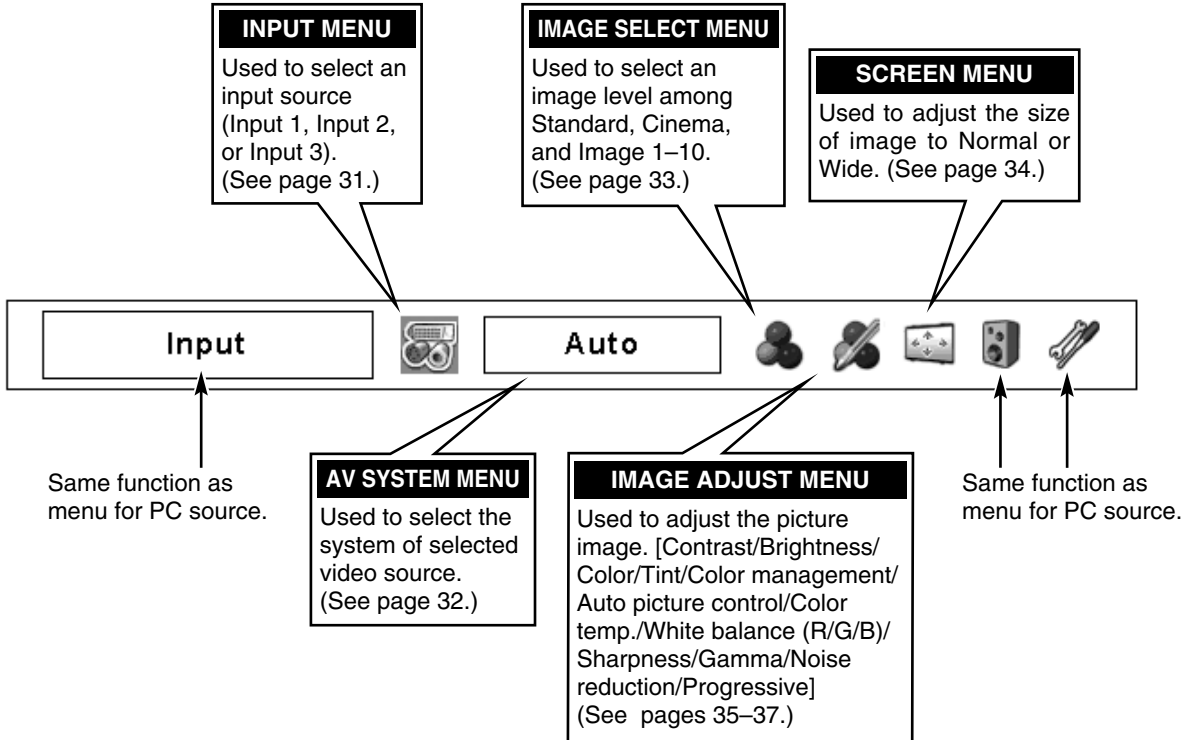 INPUT MENU
Used to select an
input source
(Input 1, Input 2,
or Input 3).
(See page 31.)
IMAGE SELECT MENU
Used to select an
image level among
Standard, Cinema,
and Image 1–10.
(See page 33.)
SCREEN MENU
Used to adjust the size
of image to Normal or
Wide. (See page 34.)
Input
Auto
Same function as
menu for PC source.
AV SYSTEM MENU
Used to select the
system of selected
video source.
(See page 32.)
IMAGE ADJUST MENU
Used to adjust the picture
image. [Contrast/Brightness/
Color/Tint/Color management/
Auto picture control/Color
temp./White balance (R/G/B)/
Sharpness/Gamma/Noise
reduction/Progressive]
(See pages 35–37.)
Same function as
menu for PC source.